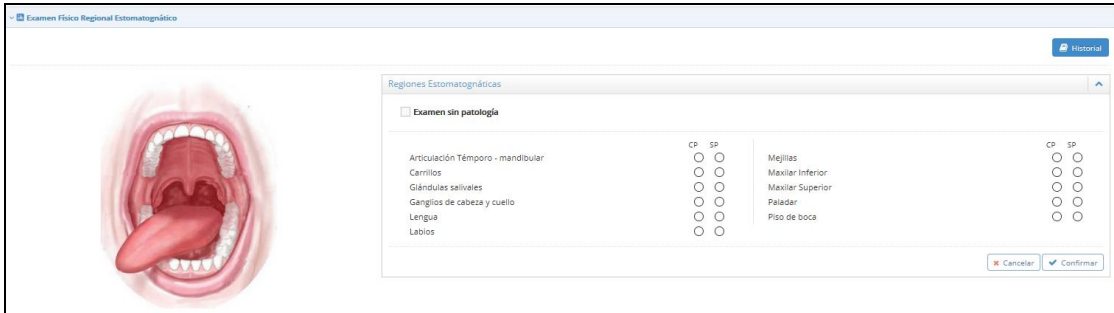 Examen Físico Regional Estomatognático
Historial
Regiones Estomatognáticas
Examen sin patología
CP SP
Articulación Témporo - mandibular
Carrillos
Glándulas salivales
Ganglios de cabeza y cuello
Lengua
Labios
CP SP
Mejillas
Maxilar Inferior
Maxilar Superior
Paladar
Piso de boca
Cancelar
Confirmar